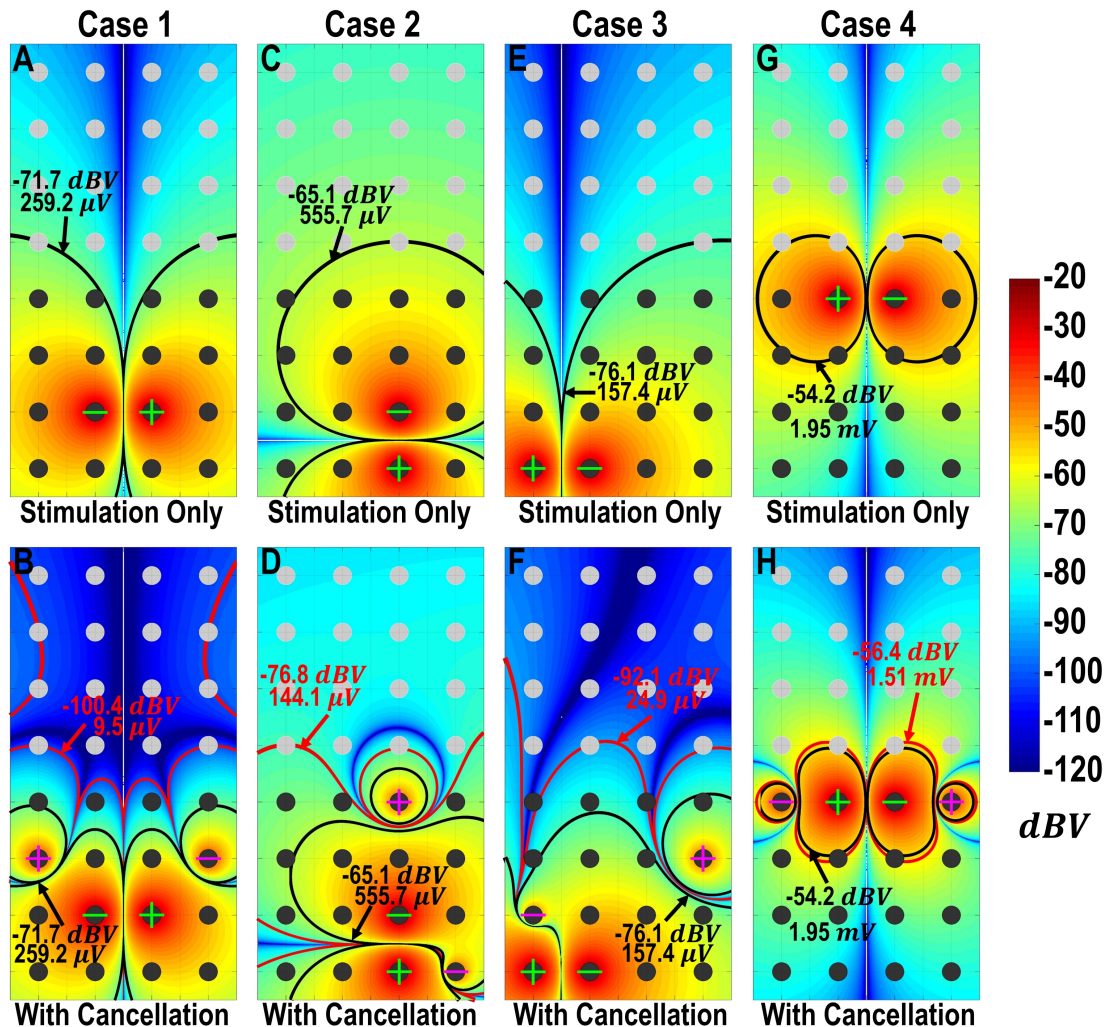 Case 1
Case 2
Case 3
Case 4
A
C
E
G
-71.7 dBV
259.2 μV
-65.1 dBV
555.7 μV
-76.1 dBV
157.4 μV
-54.2 dBV
1.95 mV
Stimulation Only
Stimulation Only
Stimulation Only
Stimulation Only
B
D
F
H
-100.4 dBV
9.5 μV
-71.7 dBV
259.2 μV
-76.8 dBV
144.1 μV
-65.1 dBV
555.7 μV
-92.1 dBV
24.9 μV
-76.1 dBV
157.4 μV
-56.4 dBV
1.51 mV
-54.2 dBV
1.95 mV
With Cancellation
With Cancellation
With Cancellation
With Cancellation
-20
-30
-40
-50
-60
-70
-80
-90
-100
-110
-120
dBV